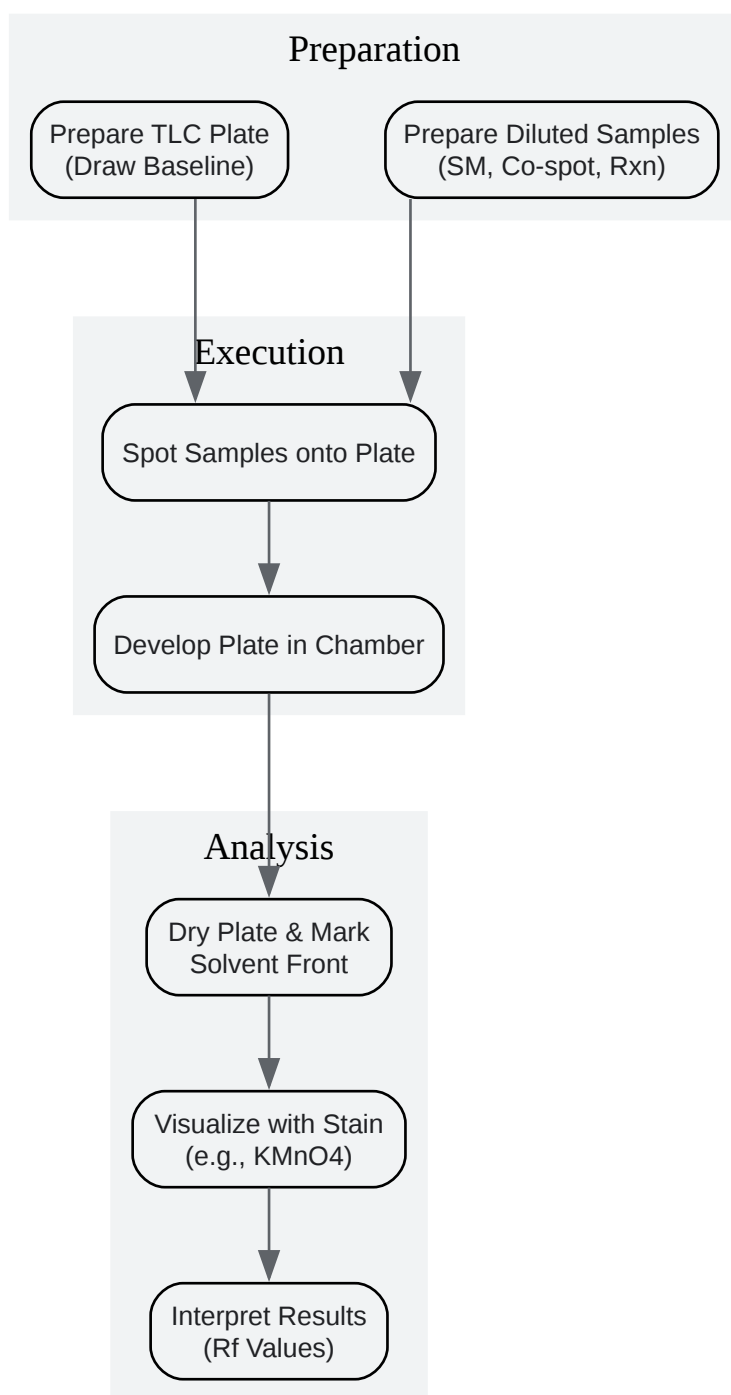 Preparation
Prepare TLC Plate
(Draw Baseline)
Prepare Diluted Samples
(SM, Co-spot, Rxn)
Execution
Spot Samples onto Plate
Develop Plate in Chamber
Analysis
Dry Plate & Mark
Solvent Front
Visualize with Stain
(e.g., KMnO4)
Interpret Results
(Rf Values)